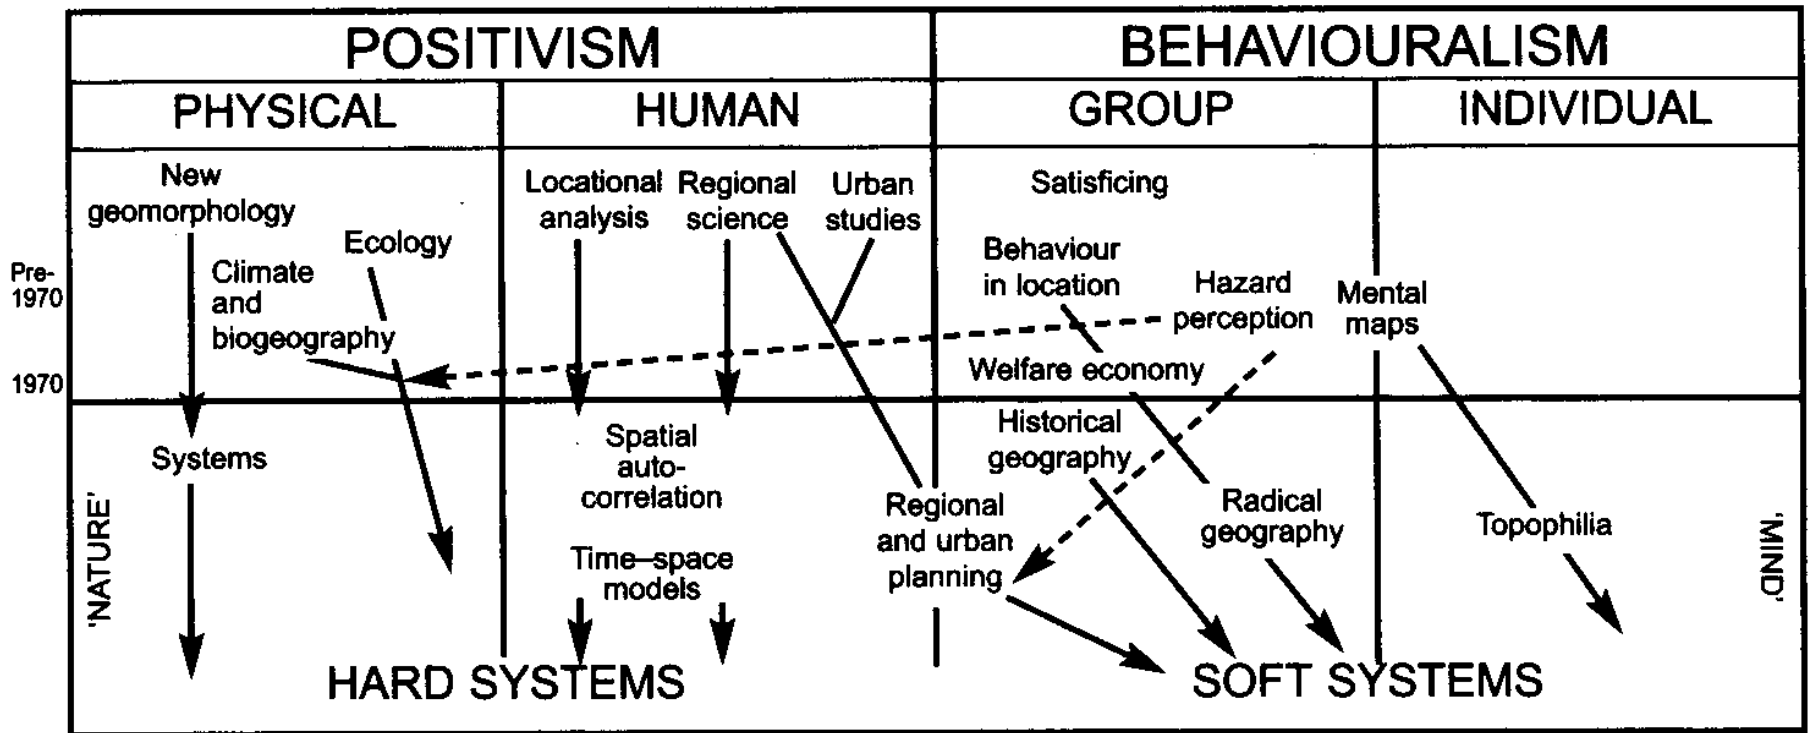 POSITIVISM
BEHAVIOURALISM
PHYSICAL
HUMAN
GROUP
INDIVIDUAL
New
geomorphology
Ecology
Climate
and
biogeography
Locational
analysis
Regional
science
Urban
studies
Satisficing
Behaviour
in location
Hazard
perception
Mental
maps
Welfare economy
Pre-
1970
1970
Systems
Spatial
auto-
correlation
Time–space
models
Regional
and urban
planning
Historical
geography
Radical
geography
Topophilia
'NATURE'
'MIND'
HARD SYSTEMS
SOFT SYSTEMS